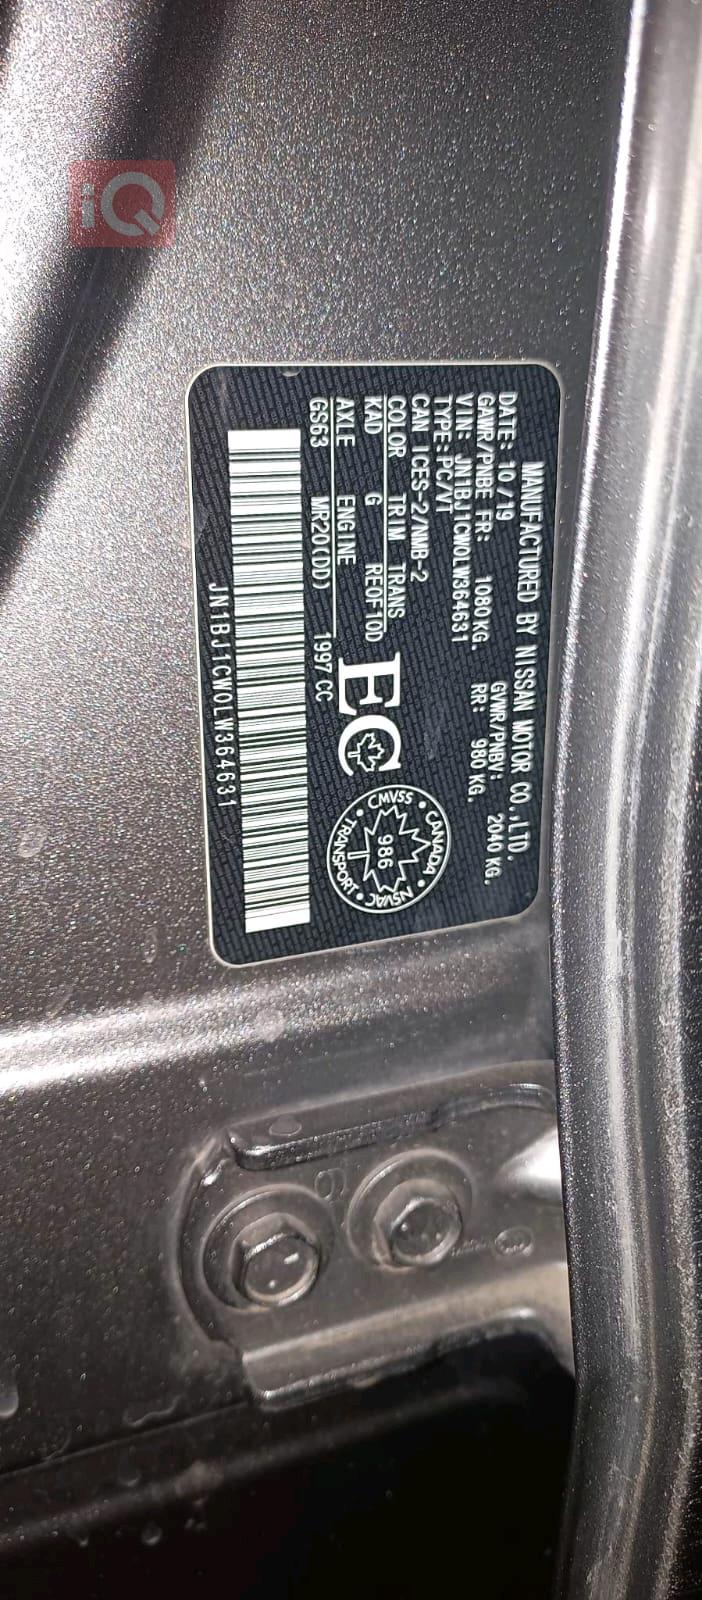 iQ
MANUFACTURED BY NISSAN MOTOR CO.,LTD.
DATE: 10/19 GVWR/PNBV: 2040 KG.
GAWR/PNBE FR: 1080 KG. RR: 980 KG.
VIN: JN1BJ1CW0LW364631
TYPE:PC/VT
CAN ICES-2/NMB-2
COLOR TRIM TRANS
KAD G RE0F10D
AXLE ENGINE
GS63 MR20(DD) 1997 CC
EC
CANADA • NSVAC • TRANSPORT • CMVSS •
986
JN1BJ1CW0LW364631